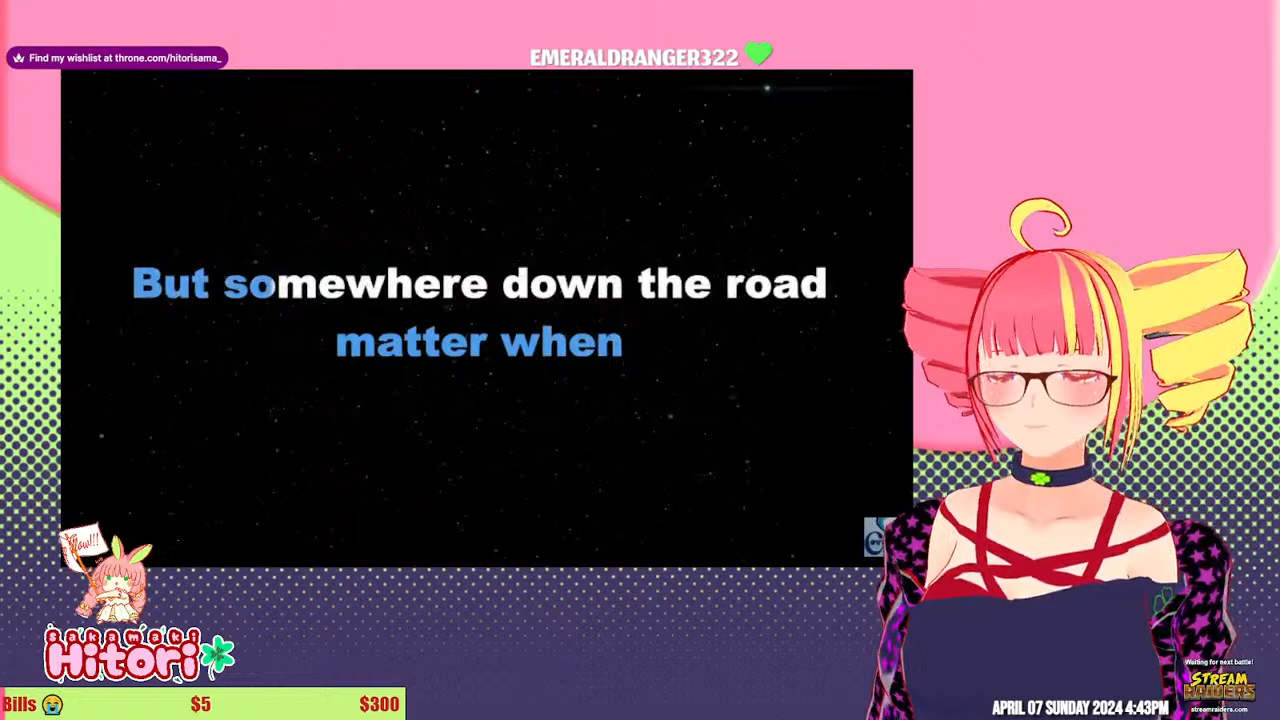 Find my wishlist at throne.com/hitorisama_
EMERALDRANGER322
But somewhere down the road
matter when
Now!!
sakamaki
Hitori
Bills 😭 $5 $300
Waiting for next battle!
STREAM
RAIDERS
streamraiders.com
APRIL 07 SUNDAY 2024 4:43PM